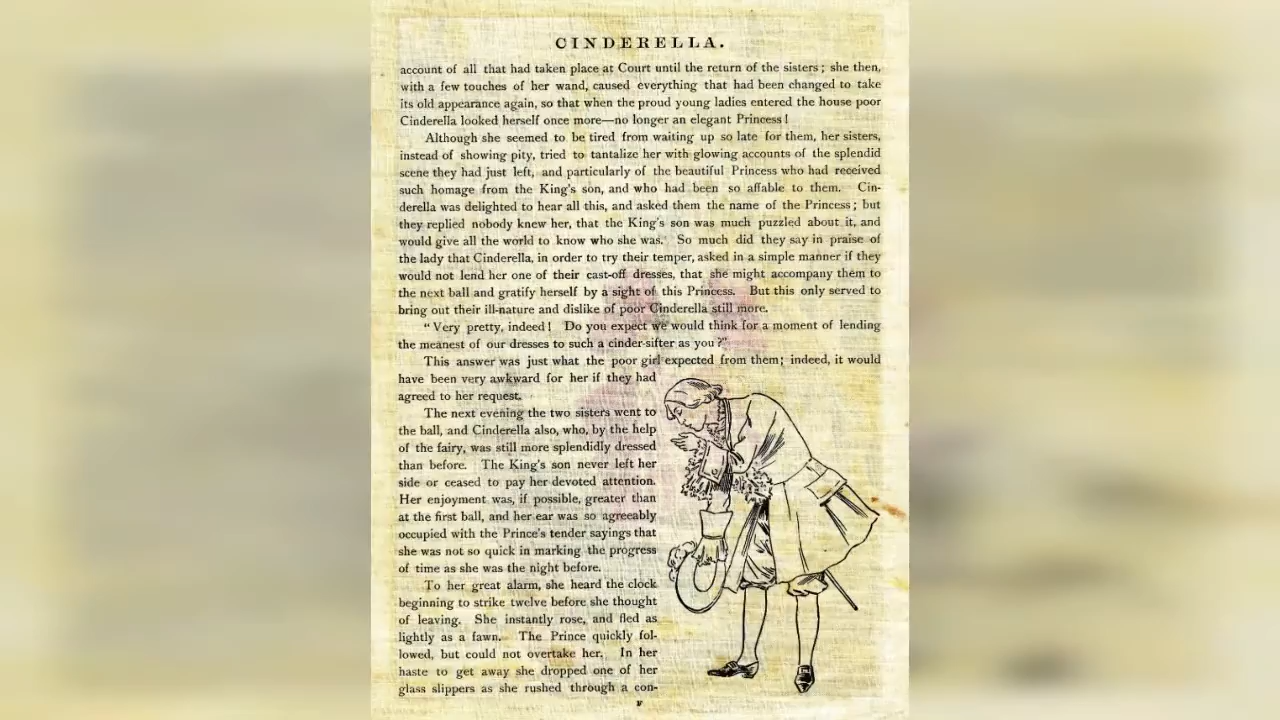 CINDERELLA.
account of all that had taken place at Court until the return of the sisters; she then,
with a few touches of her wand, caused everything that had been changed to take
its old appearance again, so that when the proud young ladies entered the house poor
Cinderella looked herself once more—no longer an elegant Princess!
Although she seemed to be tired from waiting up so late for them, her sisters,
instead of showing pity, tried to tantalize her with glowing accounts of the splendid
scene they had just left, and particularly of the beautiful Princess who had received
such homage from the King's son, and who had been so affable to them. Cin-
derella was delighted to hear all this, and asked them the name of the Princess; but
they replied nobody knew her, that the King's son was much puzzled about it, and
would give all the world to know who she was. So much did they say in praise of
the lady that Cinderella, in order to try their temper, asked in a simple manner if they
would not lend her one of their cast-off dresses, that she might accompany them to
the next ball and gratify herself by a sight of this Princess. But this only served to
bring out their ill-nature and dislike of poor Cinderella still more.
"Very pretty, indeed! Do you expect we would think for a moment of lending
the meanest of our dresses to such a cinder-sifter as you?"
This answer was just what the poor girl expected from them; indeed, it would
have been very awkward for her if they had
agreed to her request.
The next evening the two sisters went to
the ball, and Cinderella also, who, by the help
of the fairy, was still more splendidly dressed
than before. The King's son never left her
side or ceased to pay her devoted attention.
Her enjoyment was, if possible, greater than
at the first ball, and her ear was so agreeably
occupied with the Prince's tender sayings that
she was not so quick in marking the progress
of time as she was the night before.
To her great alarm, she heard the clock
beginning to strike twelve before she thought
of leaving. She instantly rose, and fled as
lightly as a fawn. The Prince quickly fol-
lowed, but could not overtake her. In her
haste to get away she dropped one of her
glass slippers as she rushed through a con-